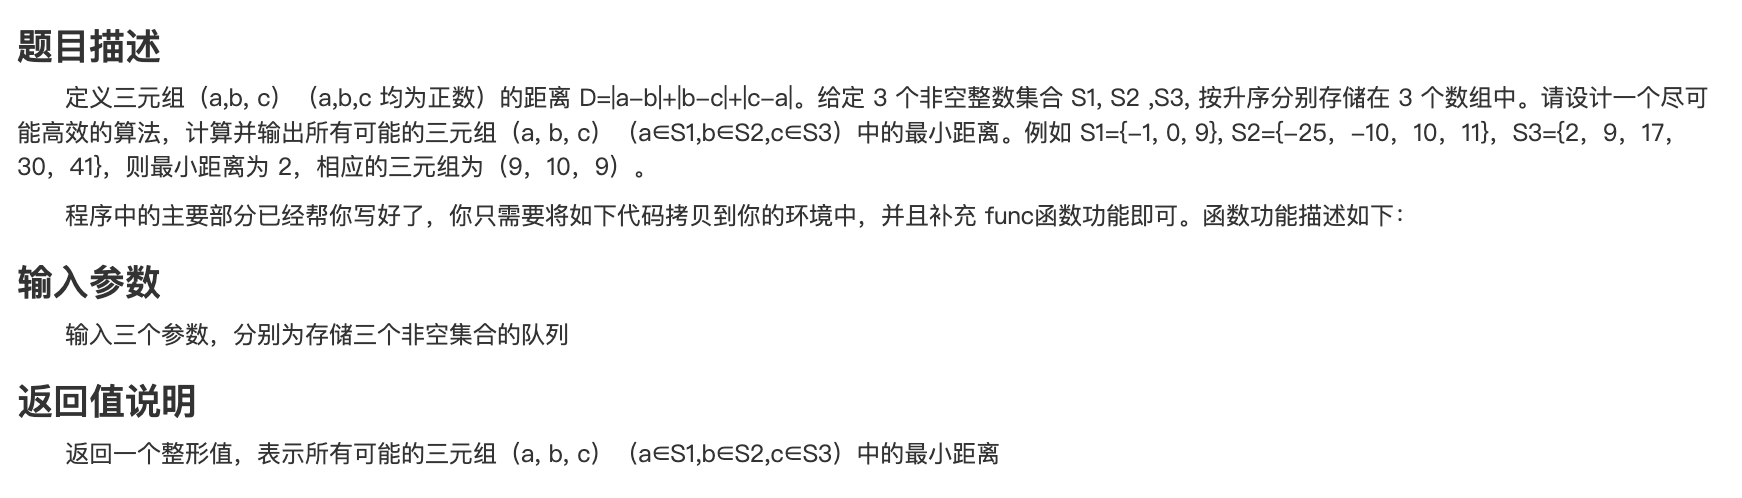 题目描述
定义三元组（a,b, c）（a,b,c 均为正数）的距离 D=|a−b|+|b−c|+|c−a|。给定 3 个非空整数集合 S1, S2 ,S3, 按升序分别存储在 3 个数组中。请设计一个尽可
能高效的算法，计算并输出所有可能的三元组（a, b, c）（a∈S1,b∈S2,c∈S3）中的最小距离。例如 S1={−1, 0, 9}, S2={−25，−10，10，11}，S3={2，9，17，
30，41}，则最小距离为 2，相应的三元组为（9，10，9）。
程序中的主要部分已经帮你写好了，你只需要将如下代码拷贝到你的环境中，并且补充 func函数功能即可。函数功能描述如下：
输入参数
输入三个参数，分别为存储三个非空集合的队列
返回值说明
返回一个整形值，表示所有可能的三元组（a, b, c）（a∈S1,b∈S2,c∈S3）中的最小距离